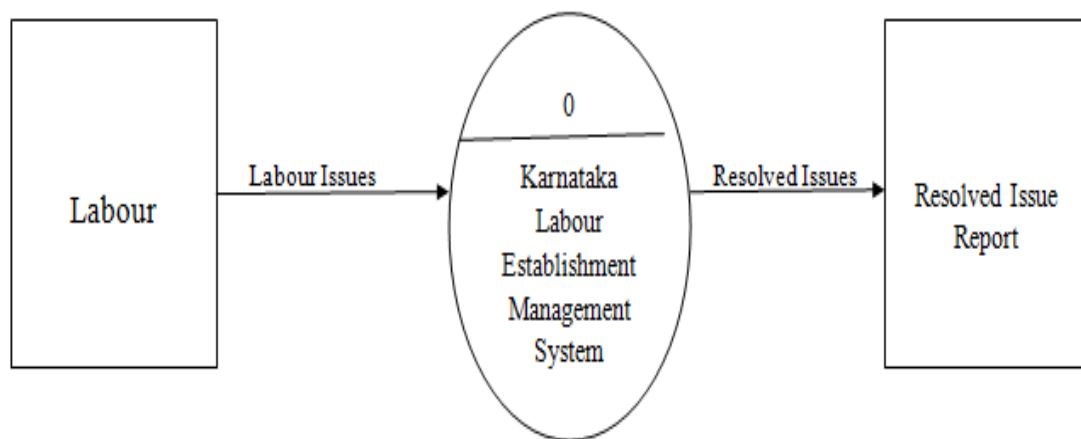 Labour
Labour Issues
0
Karnataka
Labour
Establishment
Management
System
Resolved Issues
Resolved Issue
Report